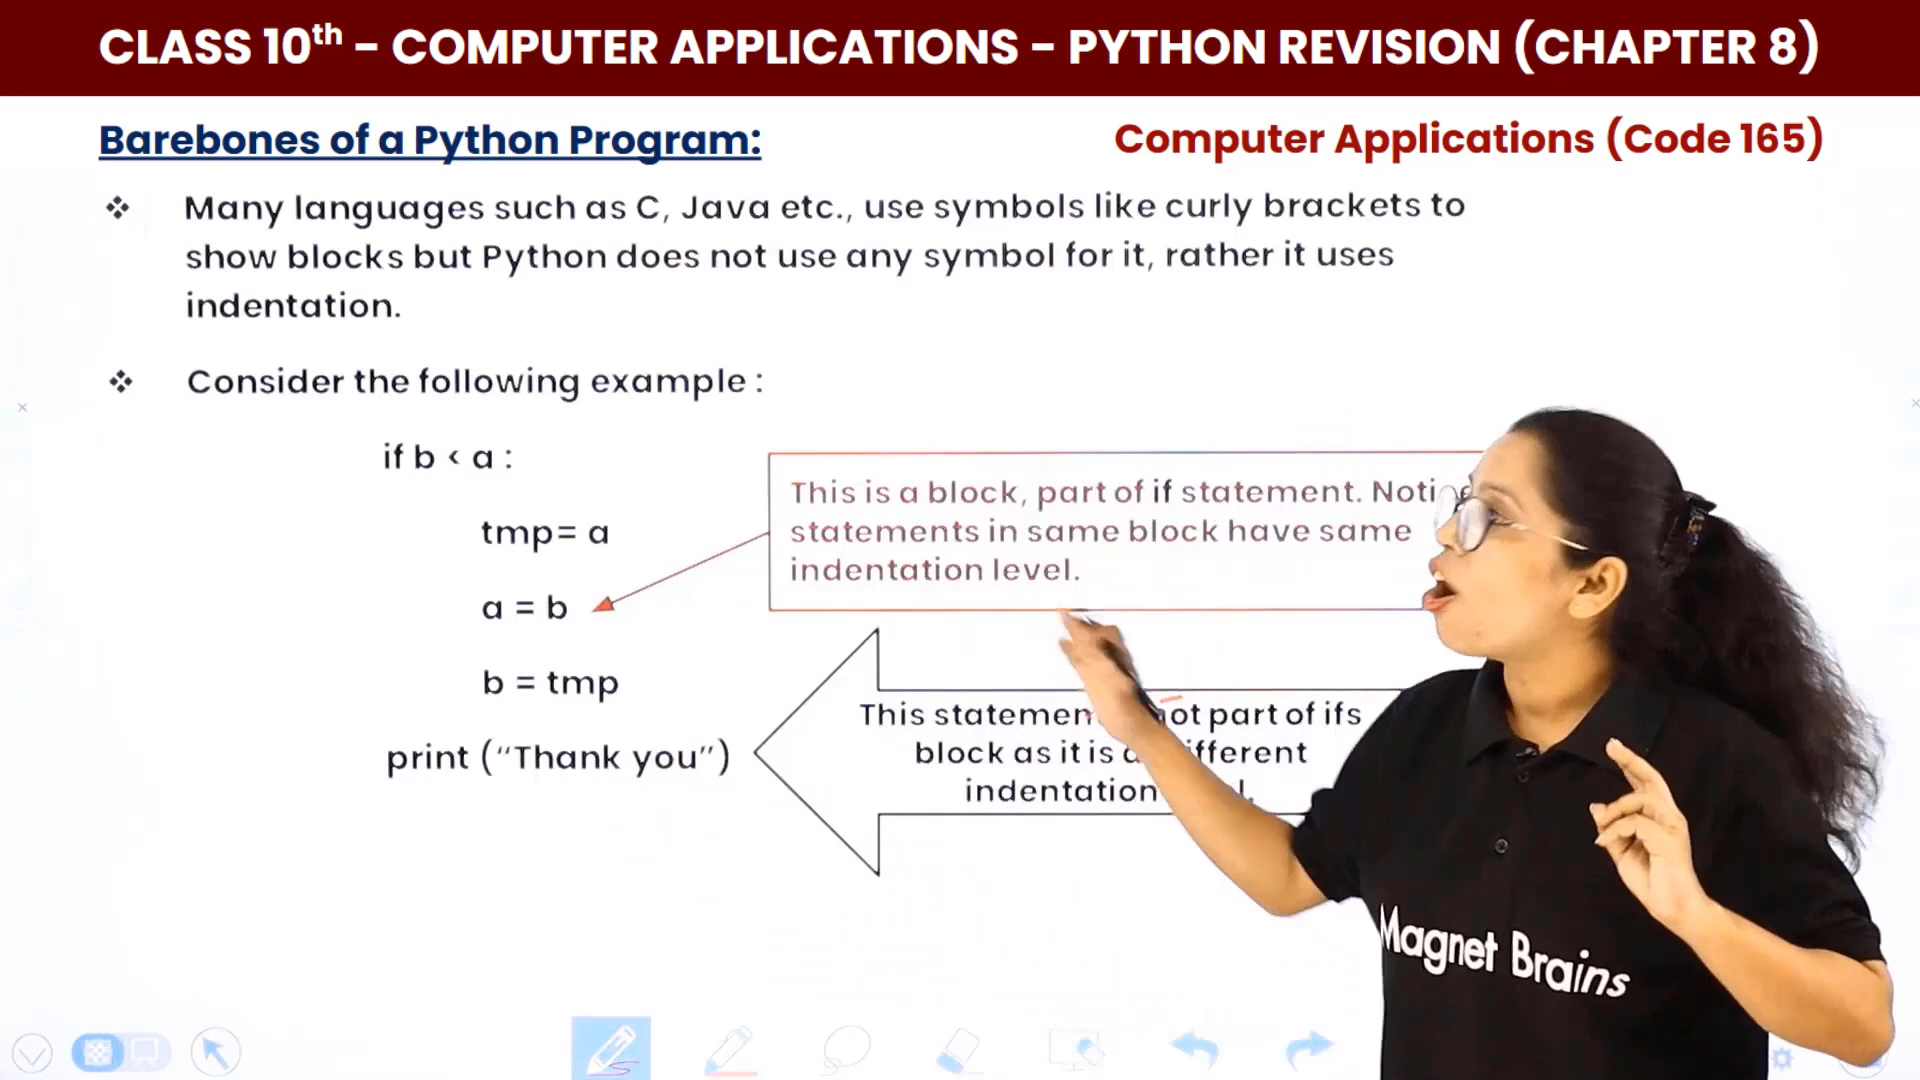 CLASS 10th – COMPUTER APPLICATIONS – PYTHON REVISION (CHAPTER 8)
Barebones of a Python Program:
Computer Applications (Code 165)
❖ Many languages such as C, Java etc., use symbols like curly brackets to
show blocks but Python does not use any symbol for it, rather it uses
indentation.
❖ Consider the following example :
if b < a :
tmp= a
a = b
b = tmp
print (“Thank you”)
This is a block, part of if statement. Notice
statements in same block have same
indentation level.
This statement not part of ifs
block as it is different
indentation
Magnet Brains